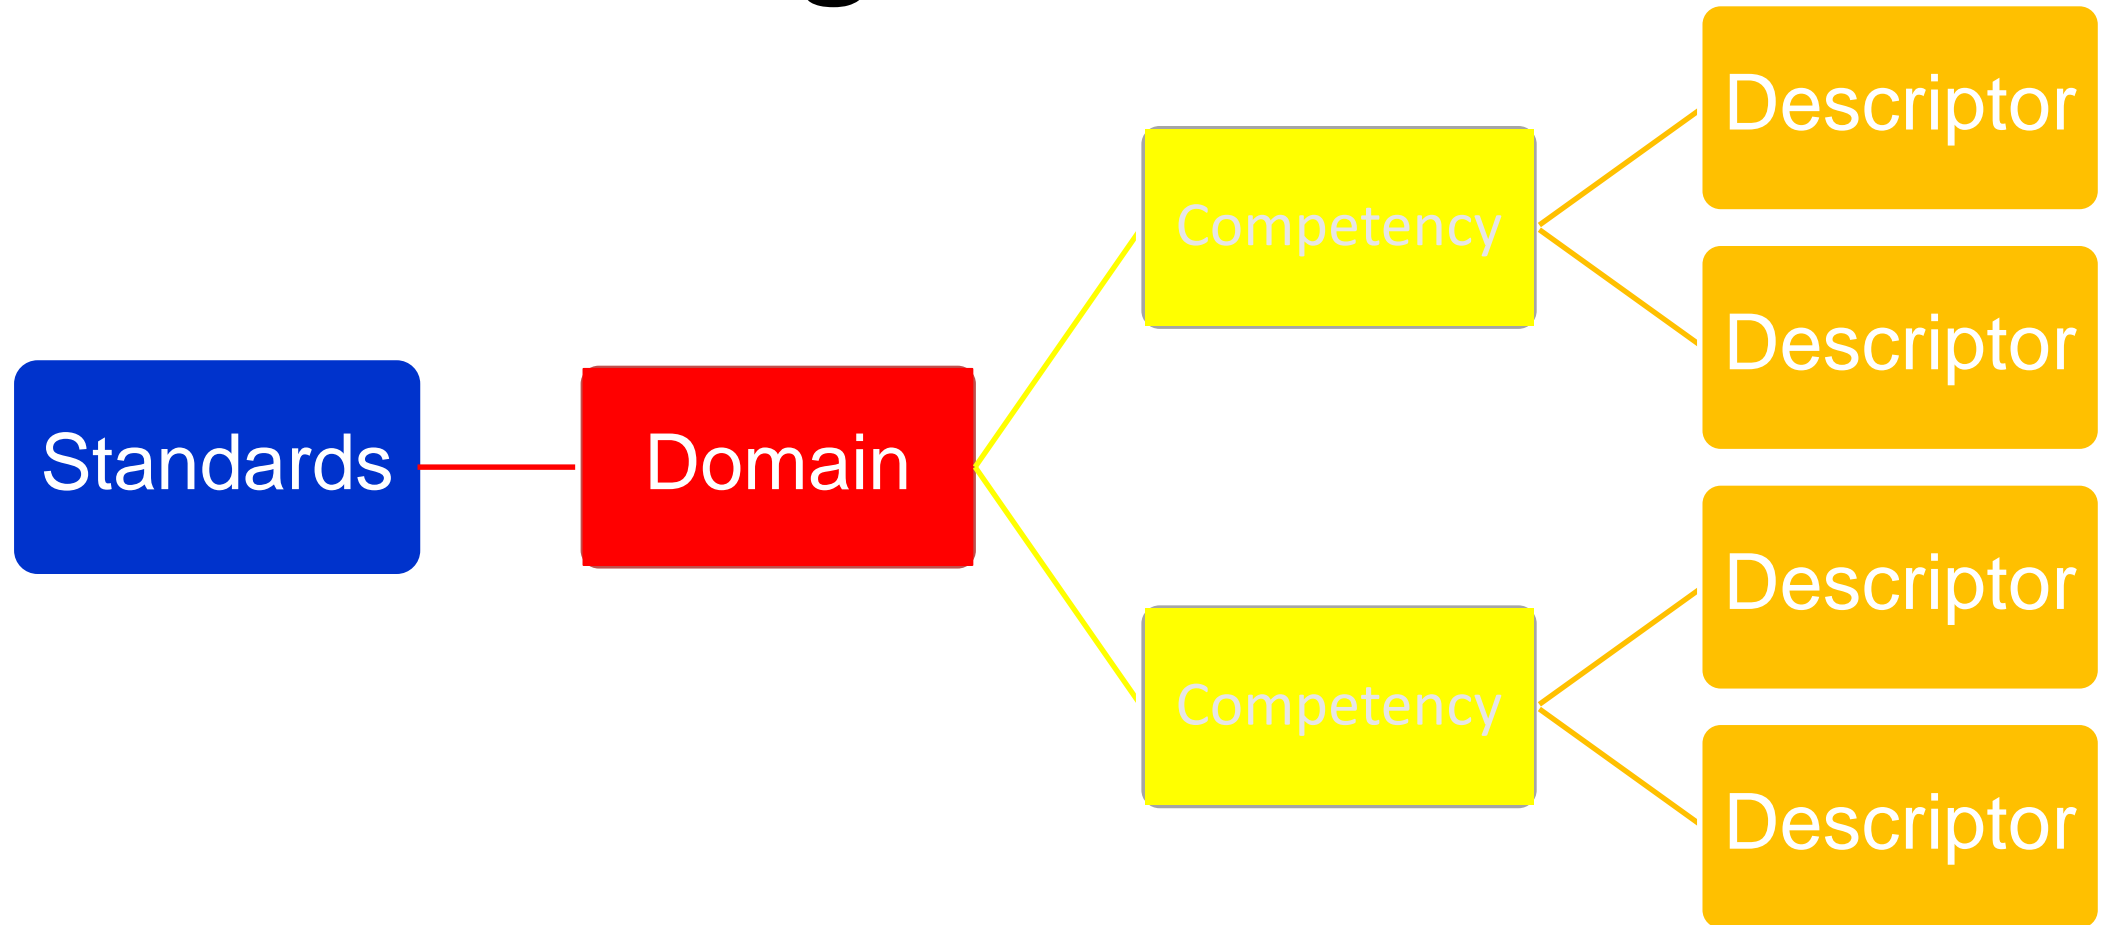 Standards
Domain
Competency
Competency
Descriptor
Descriptor
Descriptor
Descriptor